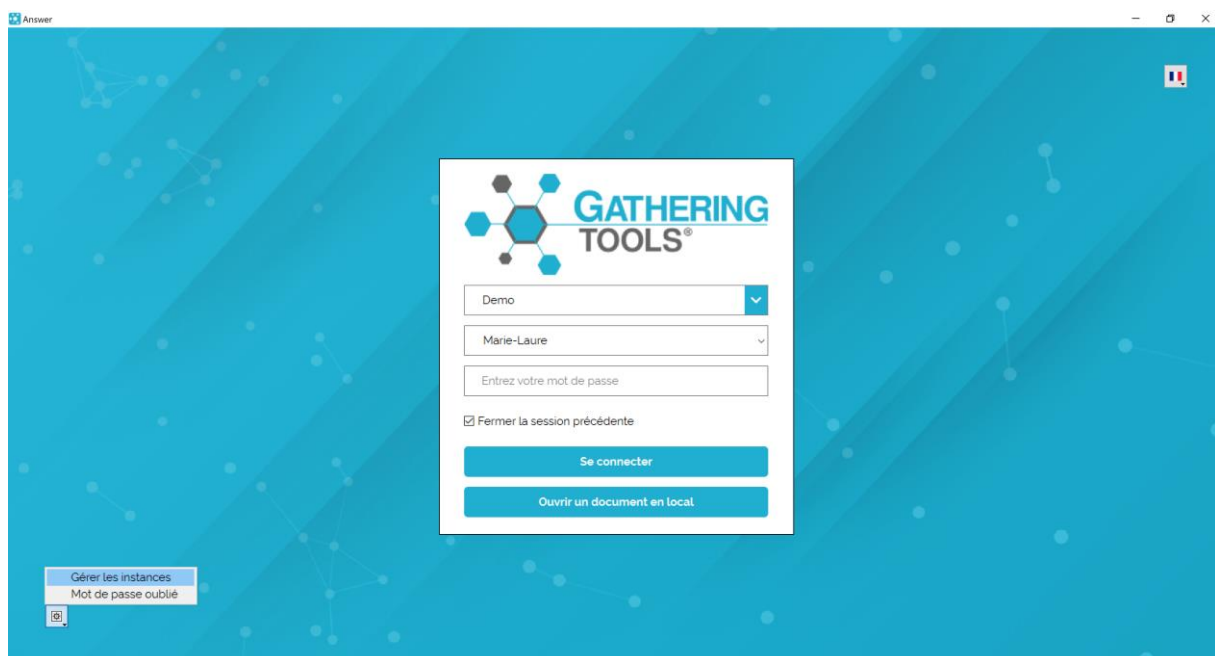 Answer
GATHERING
TOOLS®
Demo
Marie-Laure
Entrez votre mot de passe
Fermer la session précédente
Se connecter
Ouvrir un document en local
Gérer les instances
Mot de passe oublié